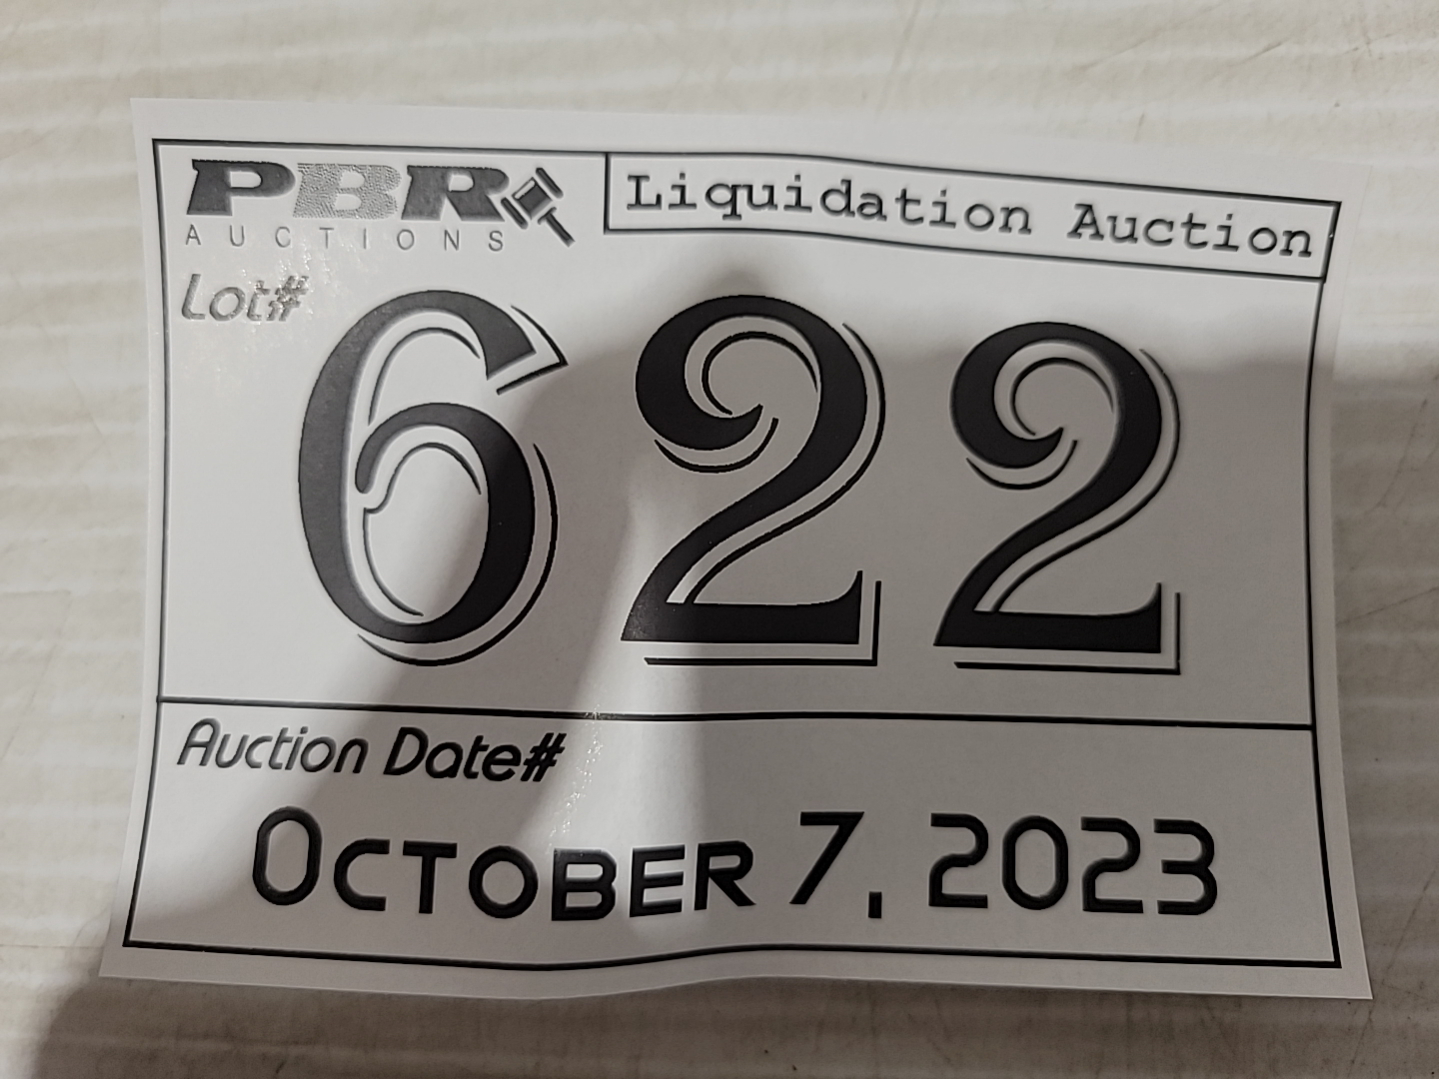 PBR
AUCTIONS
Liquidation Auction
Lot#
622
Auction Date#
October 7, 2023